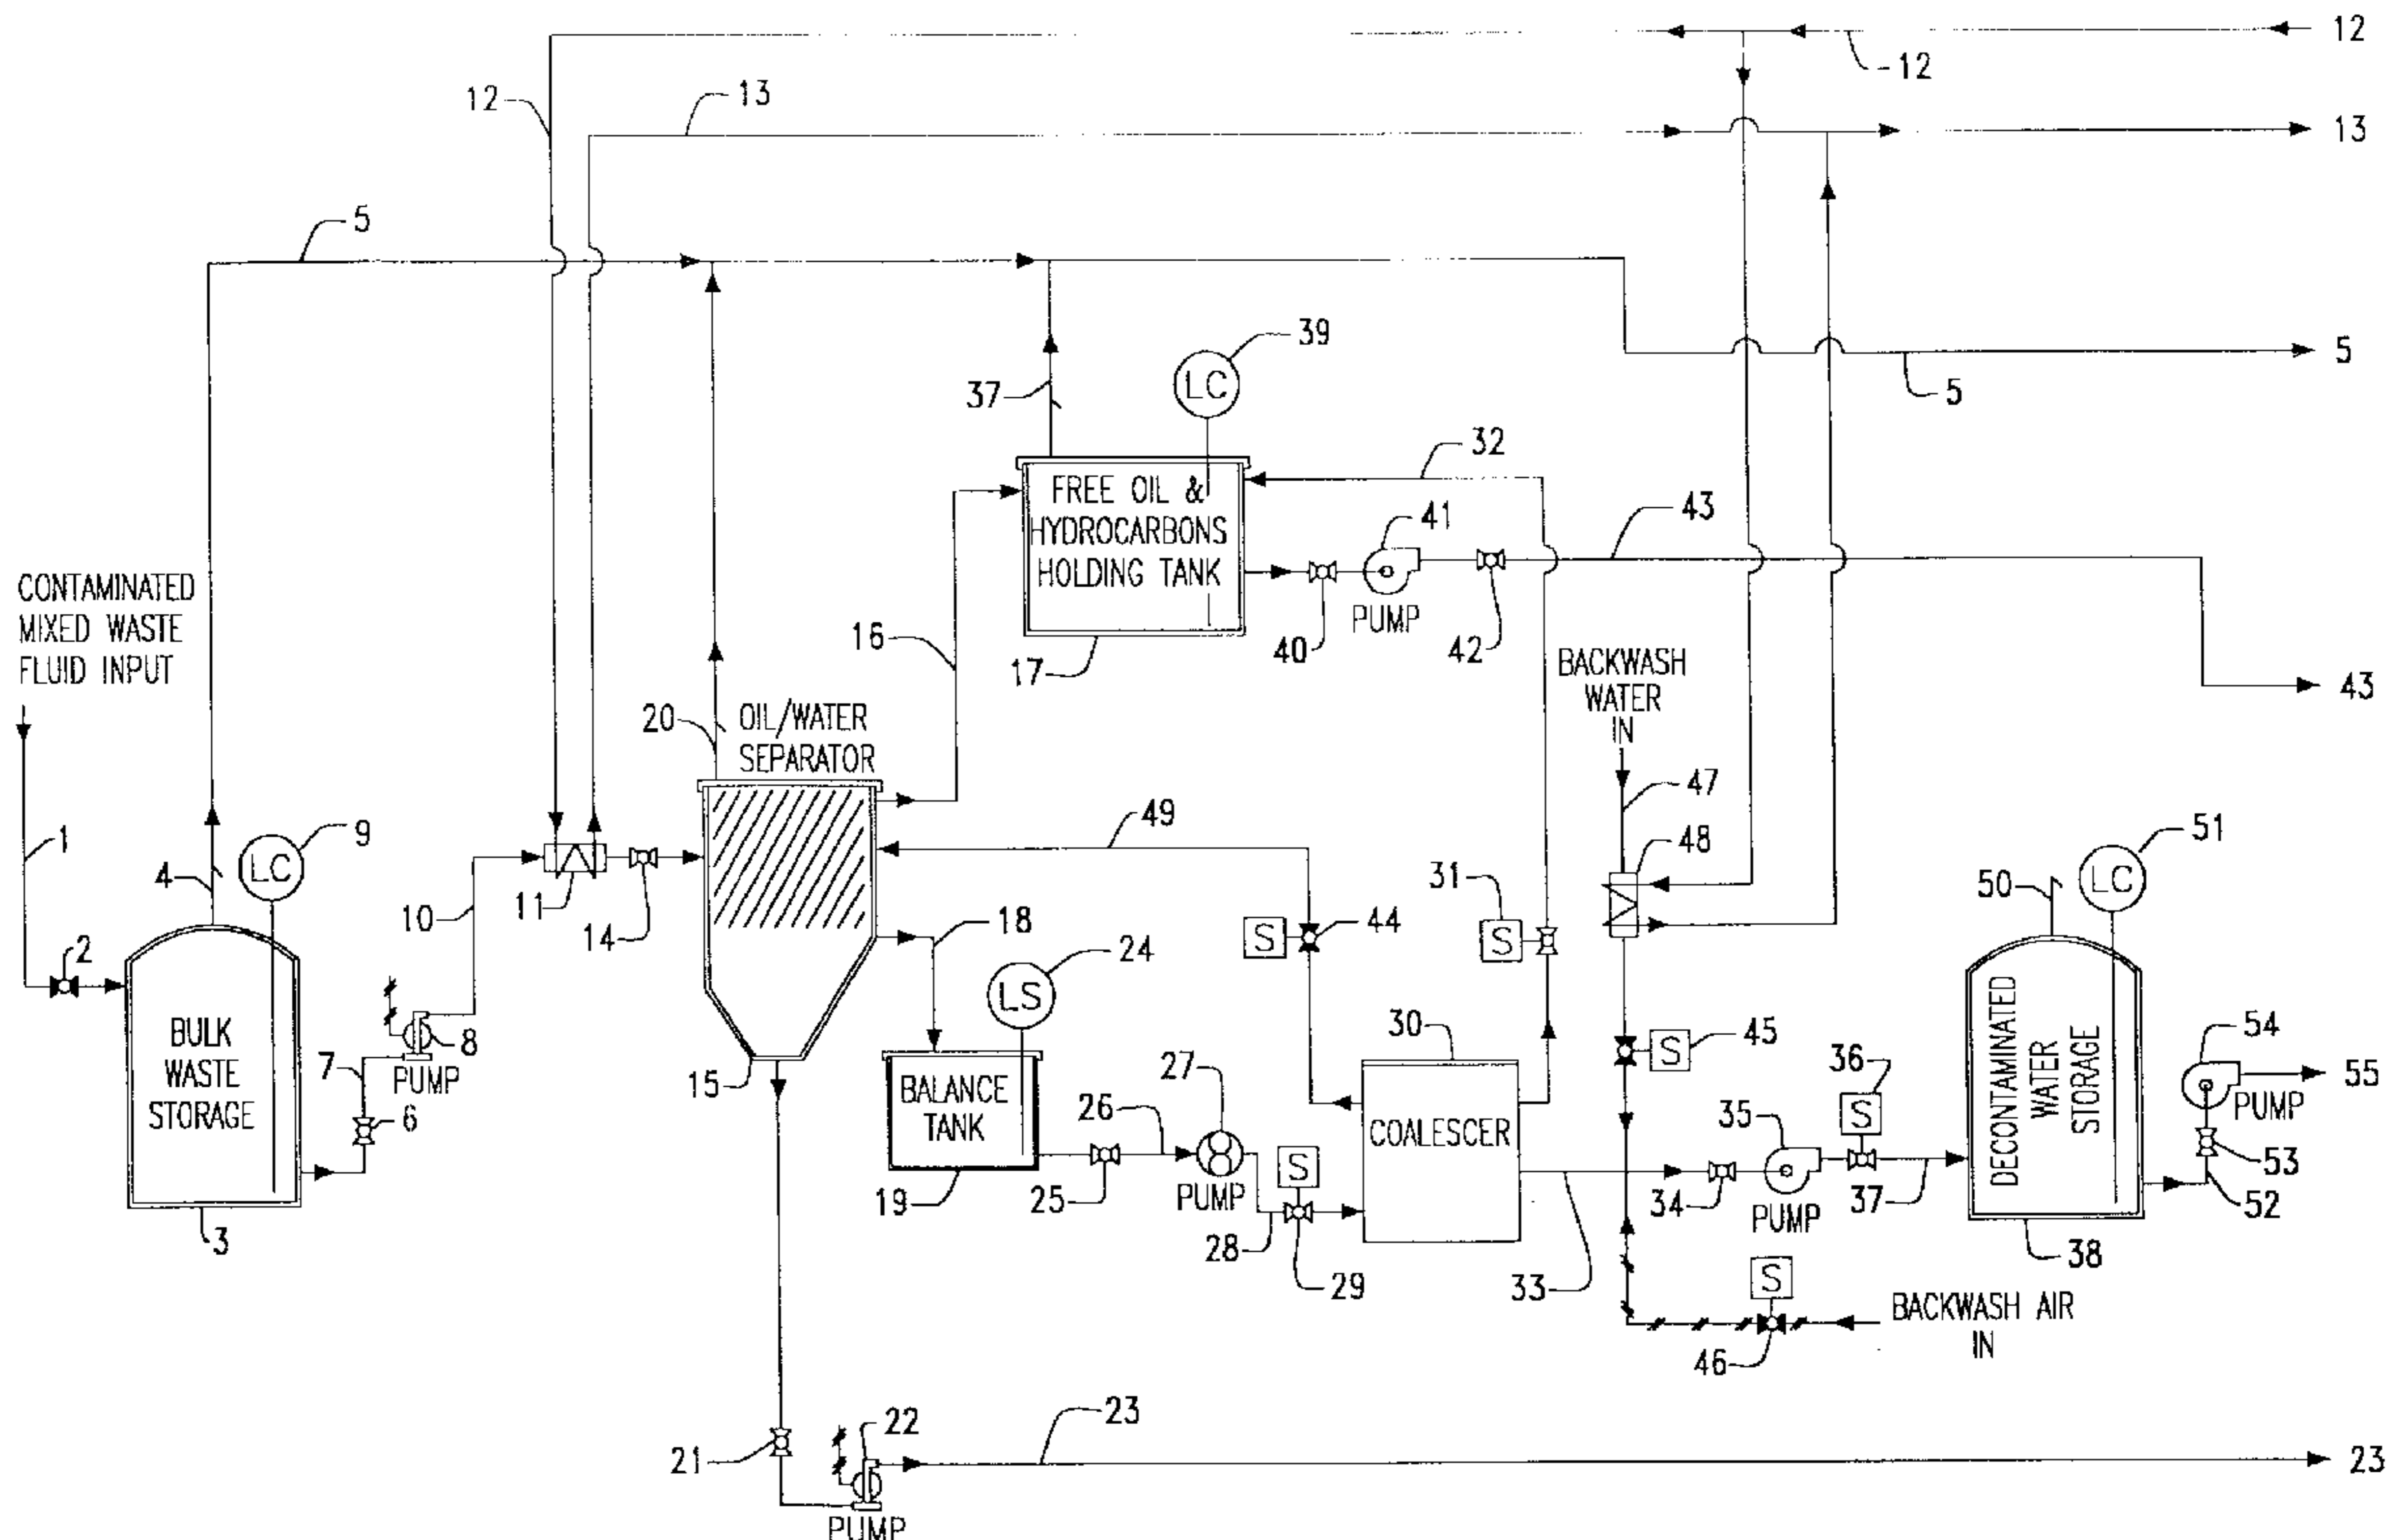 12
12
12
13
13
5
39
LC
5
37
5
32
FREE OIL &
HYDROCARBONS
HOLDING TANK
41
43
PUMP
40
42
17
16
43
CONTAMINATED
MIXED WASTE
FLUID INPUT
BACKWASH
WATER
IN
20
OIL/WATER
SEPARATOR
47
49
48
1
9
LC
4
10
11
14
31
S
S
44
51
LC
50
2
18
24
LS
BULK
WASTE
STORAGE
8
7
PUMP
6
3
15
BALANCE
TANK
19
25
26
27
PUMP
28
S
29
30
COALESCER
S
45
36
S
35
34
PUMP
37
33
DECONTAMINATED
WATER
STORAGE
38
54
55
PUMP
53
52
S
46
BACKWASH AIR
IN
21
22
PUMP
23
23